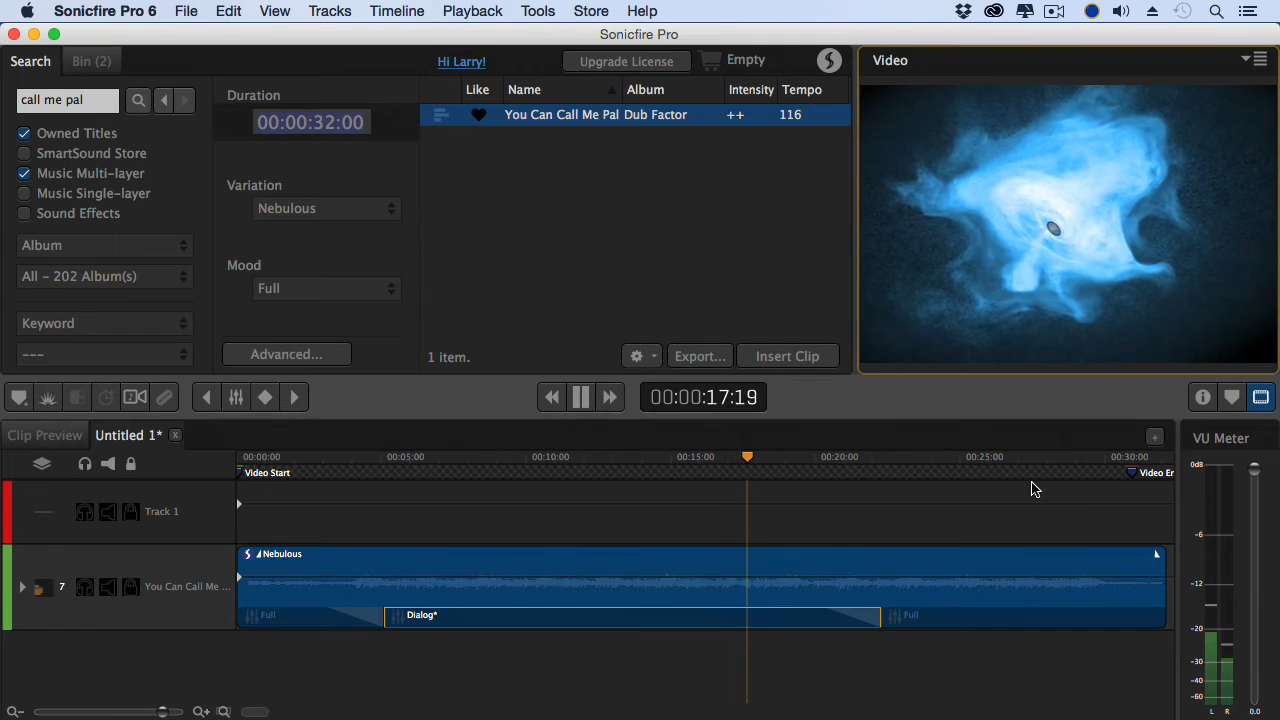 Sonicfire Pro 6 File Edit View Tracks Timeline Playback Tools Store Help
Sonicfire Pro
Search Bin (2) Hi Larry! Upgrade License Empty Video
call me pal
Owned Titles
SmartSound Store
Music Multi-layer
Music Single-layer
Sound Effects
Album
All - 202 Album(s)
Keyword
---
Duration
00:00:32:00
Variation
Nebulous
Mood
Full
Advanced...
Like Name Album Intensity Tempo
You Can Call Me Pal Dub Factor ++ 116
1 item. Export... Insert Clip
00:00:17:19
Clip Preview Untitled 1* x + VU Meter
00:00:00 00:05:00 00:10:00 00:15:00 00:20:00 00:25:00 00:30:00
Video Start Video Er
Track 1
Nebulous
7 You Can Call Me ...
Full Dialog* Full
0dB
-6
-12
-20
-30
-40
-60
L R 0.0